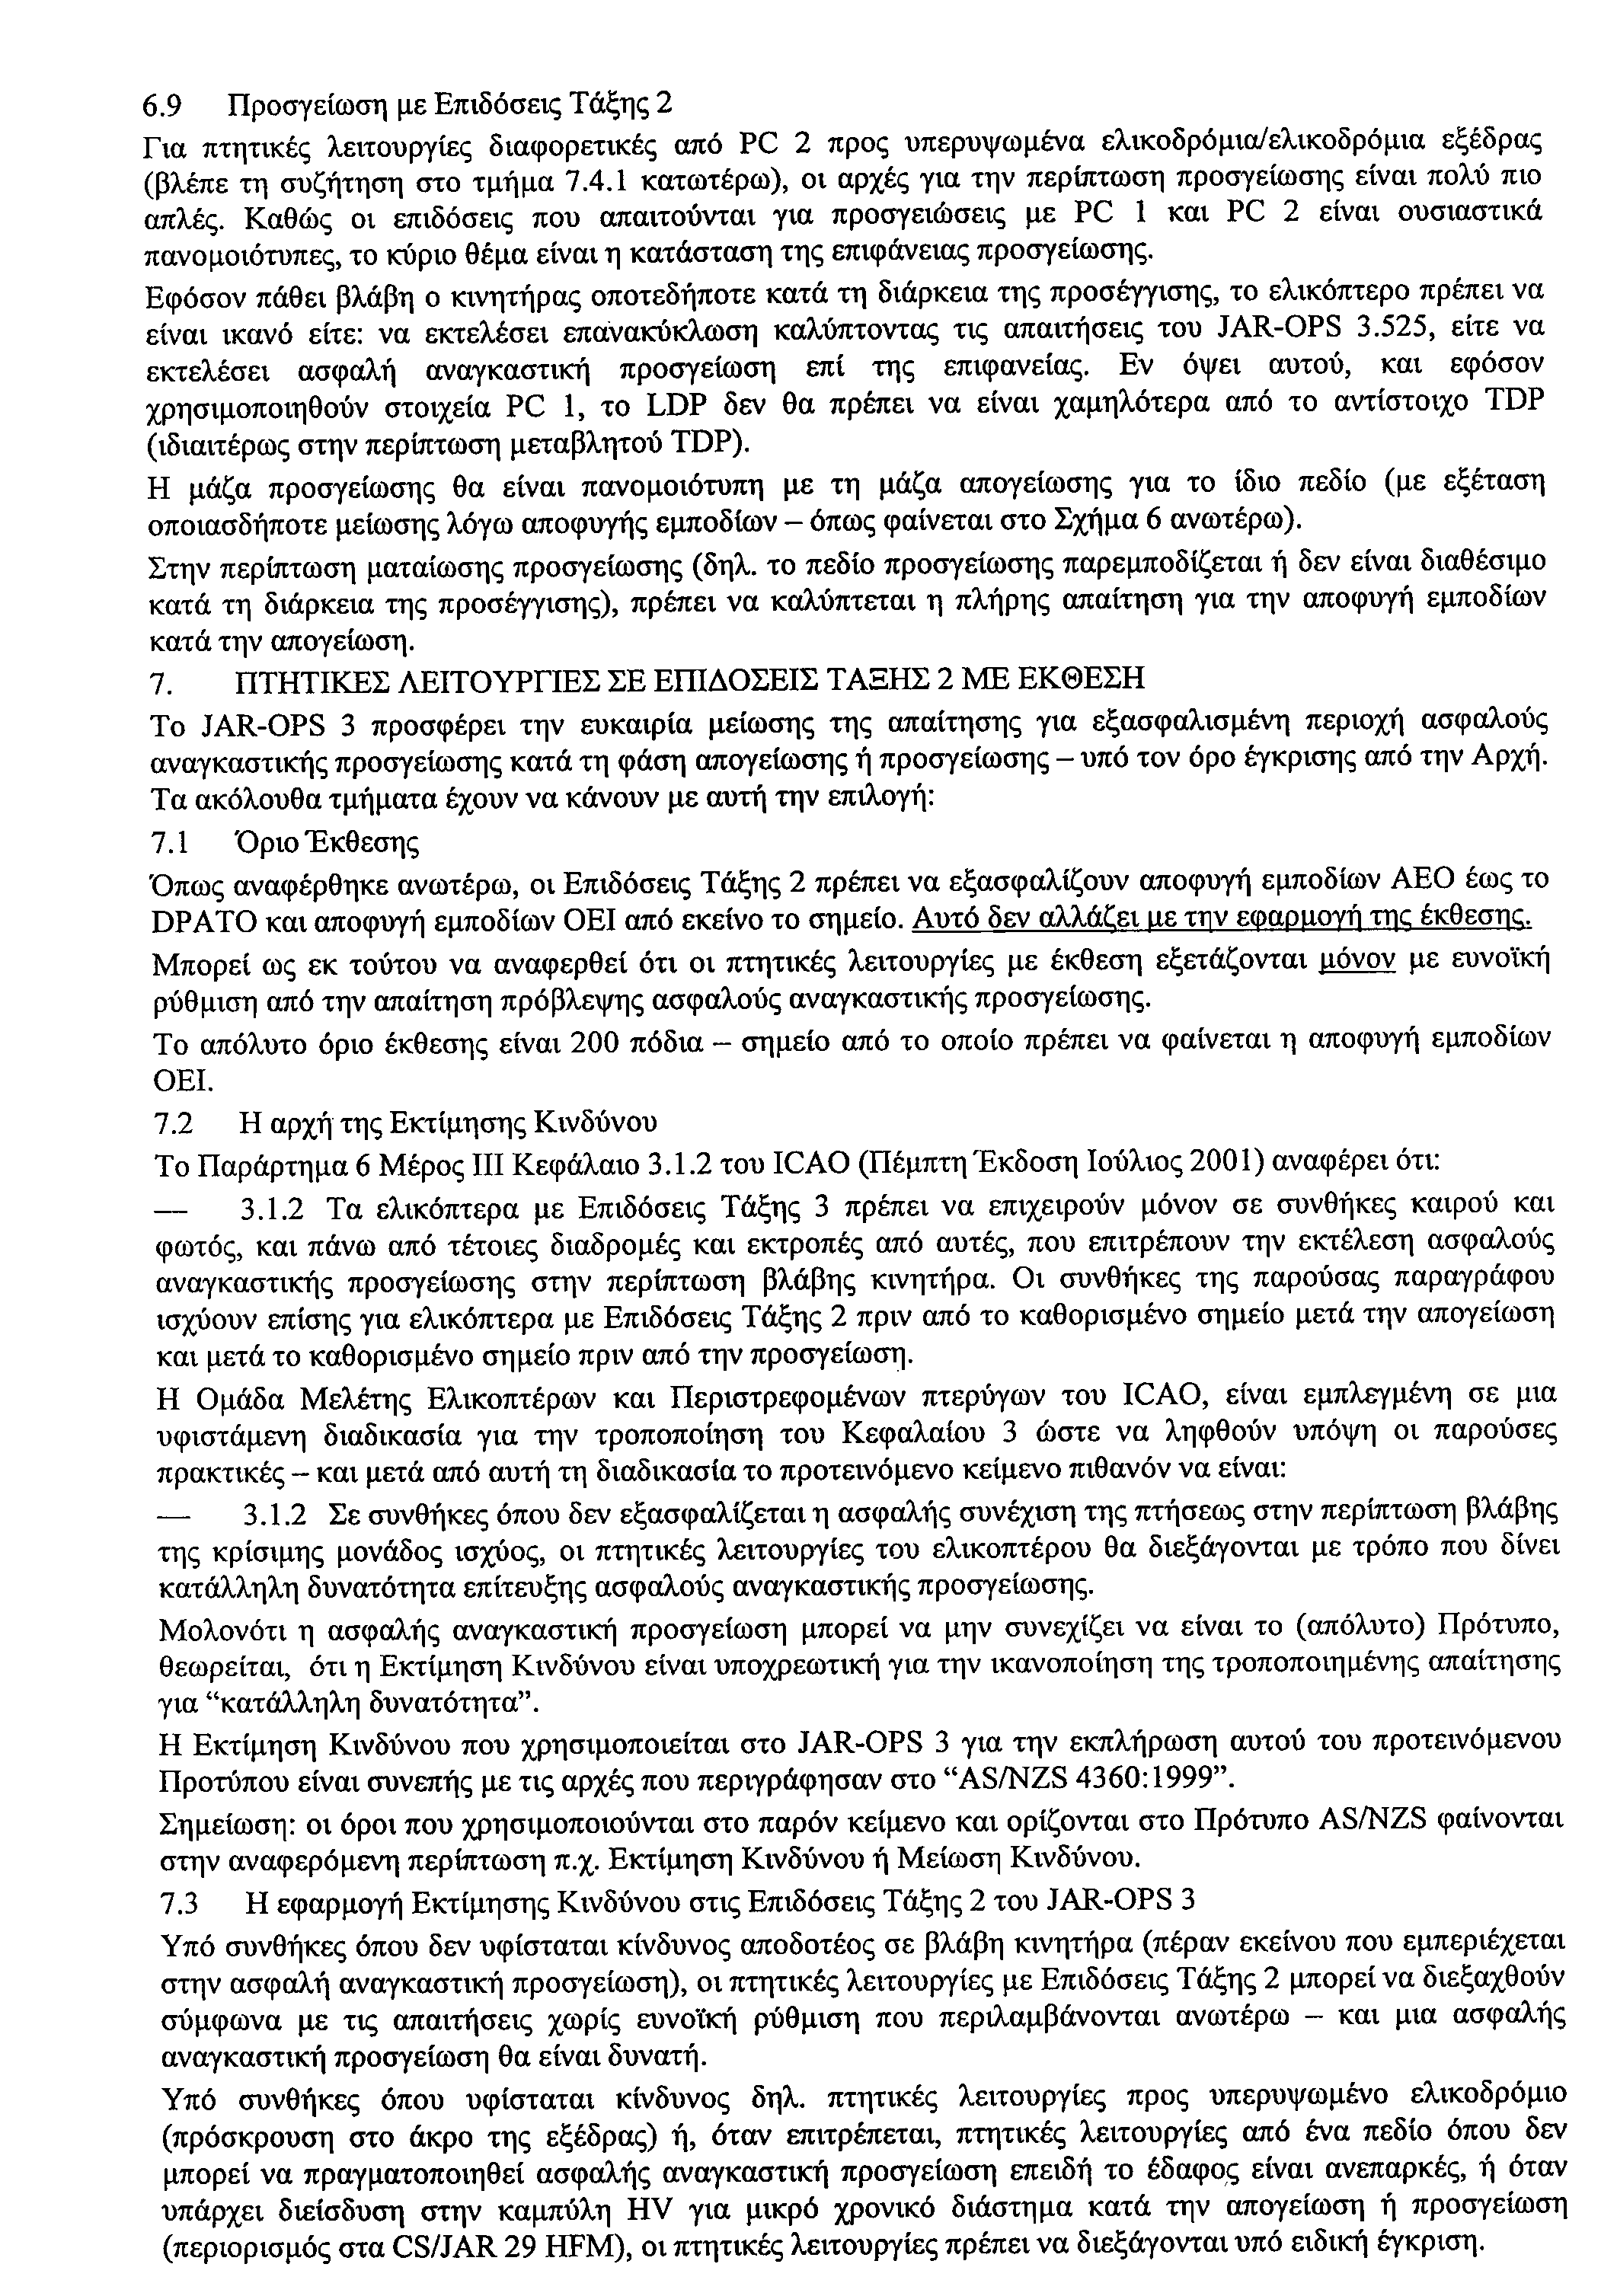 6.9 Προσγείωση με Επιδόσεις Τάξης 2
Για πτητικές λειτουργίες διαφορετικές από PC 2 προς υπερυψωμένα ελικοδρόμια/ελικοδρόμια εξέδρας
(βλέπε τη συζήτηση στο τμήμα 7.4.1 κατωτέρω), οι αρχές για την περίπτωση προσγείωσης είναι πολύ πιο
απλές. Καθώς οι επιδόσεις που απαιτούνται για προσγειώσεις με PC 1 και PC 2 είναι ουσιαστικά
πανομοιότυπες, το κύριο θέμα είναι η κατάσταση της επιφάνειας προσγείωσης.
Εφόσον πάθει βλάβη ο κινητήρας οποτεδήποτε κατά τη διάρκεια της προσέγγισης, το ελικόπτερο πρέπει να
είναι ικανό είτε: να εκτελέσει επανακύκλωση καλύπτοντας τις απαιτήσεις του JAR-OPS 3.525, είτε να
εκτελέσει ασφαλή αναγκαστική προσγείωση επί της επιφανείας. Εν όψει αυτού, και εφόσον
χρησιμοποιηθούν στοιχεία PC 1, το LDP δεν θα πρέπει να είναι χαμηλότερα από το αντίστοιχο TDP
(ιδιαιτέρως στην περίπτωση μεταβλητού TDP).
Η μάζα προσγείωσης θα είναι πανομοιότυπη με τη μάζα απογείωσης για το ίδιο πεδίο (με εξέταση
οποιασδήποτε μείωσης λόγω αποφυγής εμποδίων – όπως φαίνεται στο Σχήμα 6 ανωτέρω).
Στην περίπτωση ματαίωσης προσγείωσης (δηλ. το πεδίο προσγείωσης παρεμποδίζεται ή δεν είναι διαθέσιμο
κατά τη διάρκεια της προσέγγισης), πρέπει να καλύπτεται η πλήρης απαίτηση για την αποφυγή εμποδίων
κατά την απογείωση.
7. ΠΤΗΤΙΚΕΣ ΛΕΙΤΟΥΡΓΙΕΣ ΣΕ ΕΠΙΔΟΣΕΙΣ ΤΑΞΗΣ 2 ΜΕ ΕΚΘΕΣΗ
Το JAR-OPS 3 προσφέρει την ευκαιρία μείωσης της απαίτησης για εξασφαλισμένη περιοχή ασφαλούς
αναγκαστικής προσγείωσης κατά τη φάση απογείωσης ή προσγείωσης – υπό τον όρο έγκρισης από την Αρχή.
Τα ακόλουθα τμήματα έχουν να κάνουν με αυτή την επιλογή:
7.1 Όριο Έκθεσης
Όπως αναφέρθηκε ανωτέρω, οι Επιδόσεις Τάξης 2 πρέπει να εξασφαλίζουν αποφυγή εμποδίων AEO έως το
DPATO και αποφυγή εμποδίων OEI από εκείνο το σημείο. Αυτό δεν αλλάζει με την εφαρμογή της έκθεσης.
Μπορεί ως εκ τούτου να αναφερθεί ότι οι πτητικές λειτουργίες με έκθεση εξετάζονται μόνον με ευνοϊκή
ρύθμιση από την απαίτηση πρόβλεψης ασφαλούς αναγκαστικής προσγείωσης.
Το απόλυτο όριο έκθεσης είναι 200 πόδια – σημείο από το οποίο πρέπει να φαίνεται η αποφυγή εμποδίων
OEI.
7.2 Η αρχή της Εκτίμησης Κινδύνου
Το Παράρτημα 6 Μέρος III Κεφάλαιο 3.1.2 του ICAO (Πέμπτη Έκδοση Ιούλιος 2001) αναφέρει ότι:
— 3.1.2 Τα ελικόπτερα με Επιδόσεις Τάξης 3 πρέπει να επιχειρούν μόνον σε συνθήκες καιρού και
φωτός, και πάνω από τέτοιες διαδρομές και εκτροπές από αυτές, που επιτρέπουν την εκτέλεση ασφαλούς
αναγκαστικής προσγείωσης στην περίπτωση βλάβης κινητήρα. Οι συνθήκες της παρούσας παραγράφου
ισχύουν επίσης για ελικόπτερα με Επιδόσεις Τάξης 2 πριν από το καθορισμένο σημείο μετά την απογείωση
και μετά το καθορισμένο σημείο πριν από την προσγείωση.
Η Ομάδα Μελέτης Ελικοπτέρων και Περιστρεφομένων πτερύγων του ICAO, είναι εμπλεγμένη σε μια
υφιστάμενη διαδικασία για την τροποποίηση του Κεφαλαίου 3 ώστε να ληφθούν υπόψη οι παρούσες
πρακτικές – και μετά από αυτή τη διαδικασία το προτεινόμενο κείμενο πιθανόν να είναι:
— 3.1.2 Σε συνθήκες όπου δεν εξασφαλίζεται η ασφαλής συνέχιση της πτήσεως στην περίπτωση βλάβης
της κρίσιμης μονάδος ισχύος, οι πτητικές λειτουργίες του ελικοπτέρου θα διεξάγονται με τρόπο που δίνει
κατάλληλη δυνατότητα επίτευξης ασφαλούς αναγκαστικής προσγείωσης.
Μολονότι η ασφαλής αναγκαστική προσγείωση μπορεί να μην συνεχίζει να είναι το (απόλυτο) Πρότυπο,
θεωρείται, ότι η Εκτίμηση Κινδύνου είναι υποχρεωτική για την ικανοποίηση της τροποποιημένης απαίτησης
για “κατάλληλη δυνατότητα”.
Η Εκτίμηση Κινδύνου που χρησιμοποιείται στο JAR-OPS 3 για την εκπλήρωση αυτού του προτεινόμενου
Προτύπου είναι συνεπής με τις αρχές που περιγράφησαν στο “AS/NZS 4360:1999”.
Σημείωση: οι όροι που χρησιμοποιούνται στο παρόν κείμενο και ορίζονται στο Πρότυπο AS/NZS φαίνονται
στην αναφερόμενη περίπτωση π.χ. Εκτίμηση Κινδύνου ή Μείωση Κινδύνου.
7.3 Η εφαρμογή Εκτίμησης Κινδύνου στις Επιδόσεις Τάξης 2 του JAR-OPS 3
Υπό συνθήκες όπου δεν υφίσταται κίνδυνος αποδοτέος σε βλάβη κινητήρα (πέραν εκείνου που εμπεριέχεται
στην ασφαλή αναγκαστική προσγείωση), οι πτητικές λειτουργίες με Επιδόσεις Τάξης 2 μπορεί να διεξαχθούν
σύμφωνα με τις απαιτήσεις χωρίς ευνοϊκή ρύθμιση που περιλαμβάνονται ανωτέρω – και μια ασφαλής
αναγκαστική προσγείωση θα είναι δυνατή.
Υπό συνθήκες όπου υφίσταται κίνδυνος δηλ. πτητικές λειτουργίες προς υπερυψωμένο ελικοδρόμιο
(πρόσκρουση στο άκρο της εξέδρας) ή, όταν επιτρέπεται, πτητικές λειτουργίες από ένα πεδίο όπου δεν
μπορεί να πραγματοποιηθεί ασφαλής αναγκαστική προσγείωση επειδή το έδαφος είναι ανεπαρκές, ή όταν
υπάρχει διείσδυση στην καμπύλη HV για μικρό χρονικό διάστημα κατά την απογείωση ή προσγείωση
(περιορισμός στα CS/JAR 29 HFM), οι πτητικές λειτουργίες πρέπει να διεξάγονται υπό ειδική έγκριση.